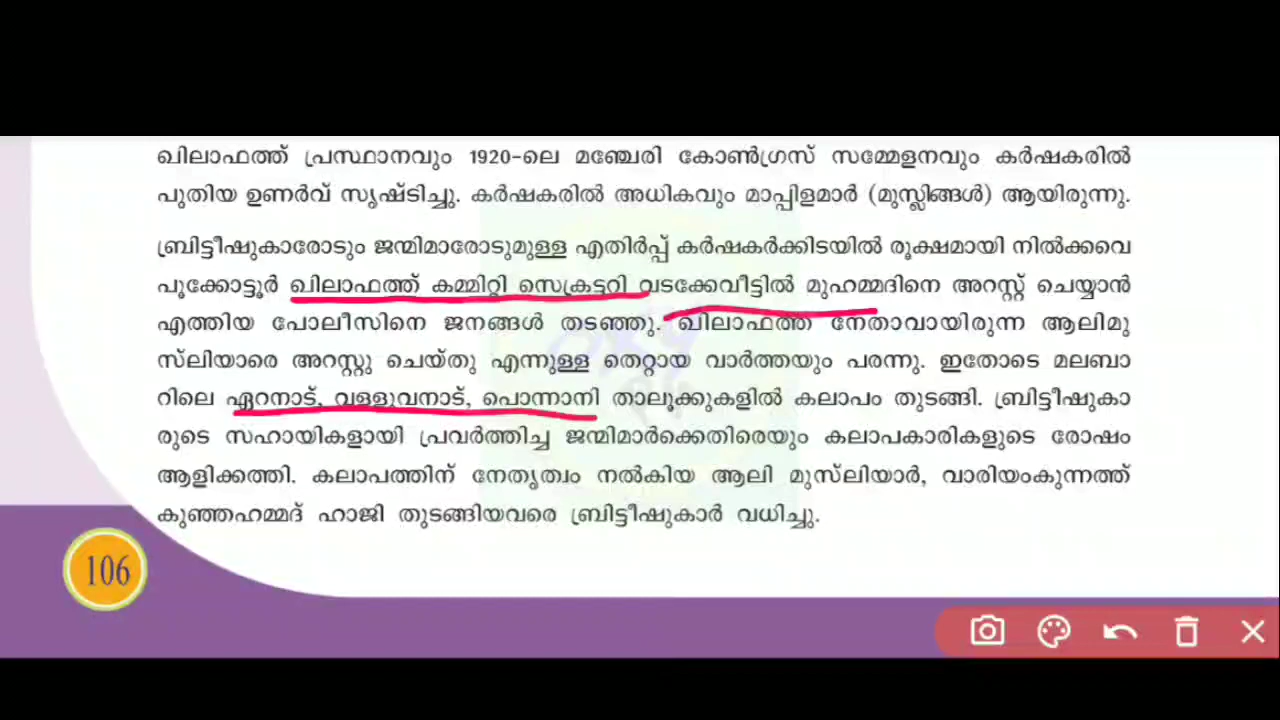 ഖിലാഫത്ത് പ്രസ്ഥാനവും 1920-ലെ മഞ്ചേരി കോൺഗ്രസ് സമ്മേളനവും കർഷകരിൽ
പുതിയ ഉണർവ് സൃഷ്ടിച്ചു. കർഷകരിൽ അധികവും മാപ്പിളമാർ (മുസ്ലിങ്ങൾ) ആയിരുന്നു.
ബ്രിട്ടീഷുകാരോടും ജന്മിമാരോടുമുള്ള എതിർപ്പ് കർഷകർക്കിടയിൽ രൂക്ഷമായി നിൽക്കവെ
പൂക്കോട്ടൂർ ഖിലാഫത്ത് കമ്മിറ്റി സെക്രട്ടറി വടക്കേവീട്ടിൽ മുഹമ്മദിനെ അറസ്റ്റ് ചെയ്യാൻ
എത്തിയ പോലീസിനെ ജനങ്ങൾ തടഞ്ഞു. ഖിലാഫത്ത് നേതാവായിരുന്ന ആലിമു
സ്‌ലിയാരെ അറസ്റ്റു ചെയ്തു എന്നുള്ള തെറ്റായ വാർത്തയും പരന്നു. ഇതോടെ മലബാ
റിലെ ഏറനാട്, വള്ളുവനാട്, പൊന്നാനി താലൂക്കുകളിൽ കലാപം തുടങ്ങി. ബ്രിട്ടീഷുകാ
രുടെ സഹായികളായി പ്രവർത്തിച്ച ജന്മിമാർക്കെതിരെയും കലാപകാരികളുടെ രോഷം
ആളിക്കത്തി. കലാപത്തിന് നേതൃത്വം നൽകിയ ആലി മുസ്‌ലിയാർ, വാരിയംകുന്നത്ത്
കുഞ്ഞഹമ്മദ് ഹാജി തുടങ്ങിയവരെ ബ്രിട്ടീഷുകാർ വധിച്ചു.
106